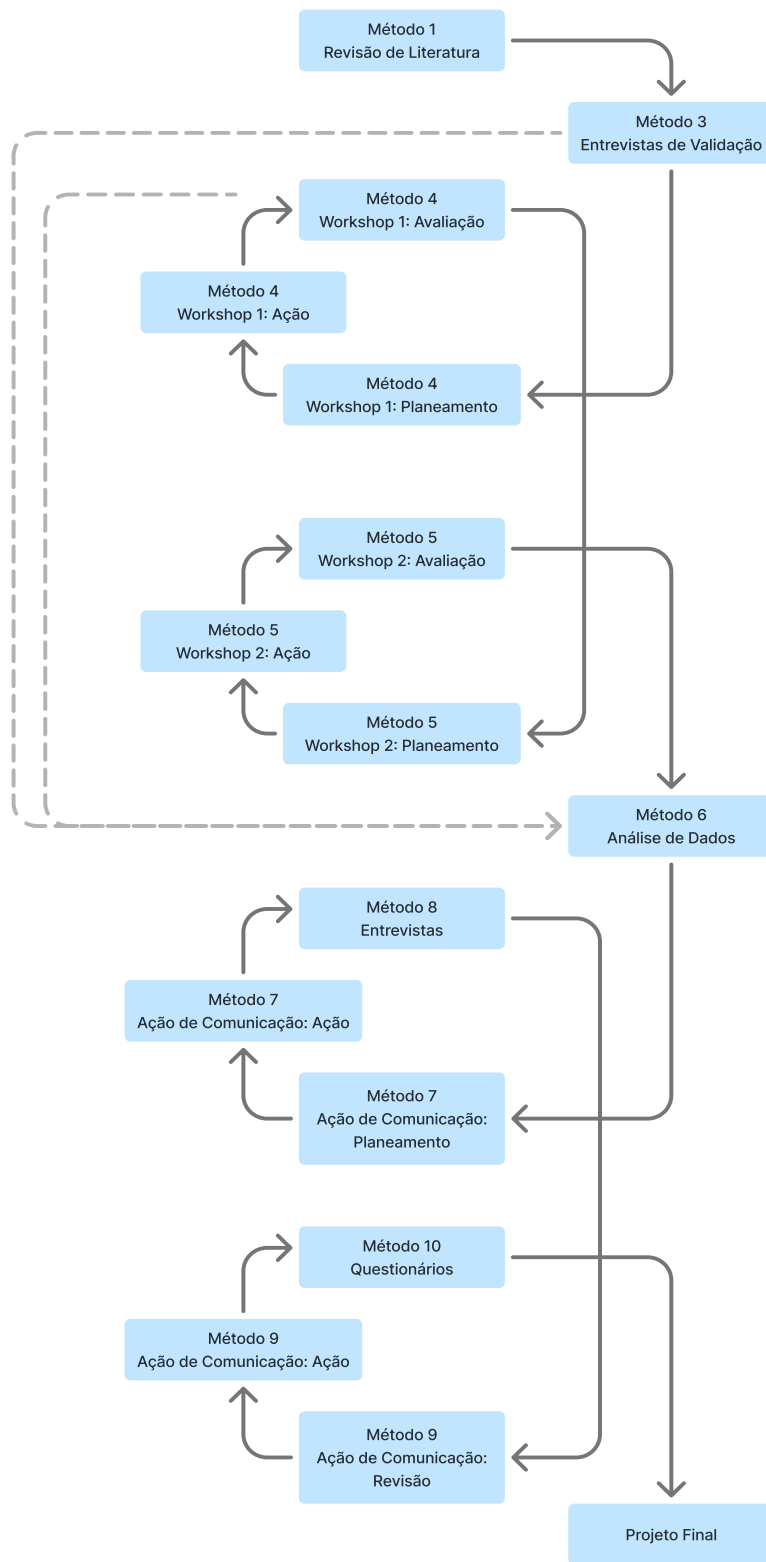 Método 1
Revisão de Literatura
Método 3
Entrevistas de Validação
Método 4
Workshop 1: Avaliação
Método 4
Workshop 1: Ação
Método 4
Workshop 1: Planeamento
Método 5
Workshop 2: Avaliação
Método 5
Workshop 2: Ação
Método 5
Workshop 2: Planeamento
Método 6
Análise de Dados
Método 8
Entrevistas
Método 7
Ação de Comunicação: Ação
Método 7
Ação de Comunicação:
Planeamento
Método 10
Questionários
Método 9
Ação de Comunicação: Ação
Método 9
Ação de Comunicação:
Revisão
Projeto Final